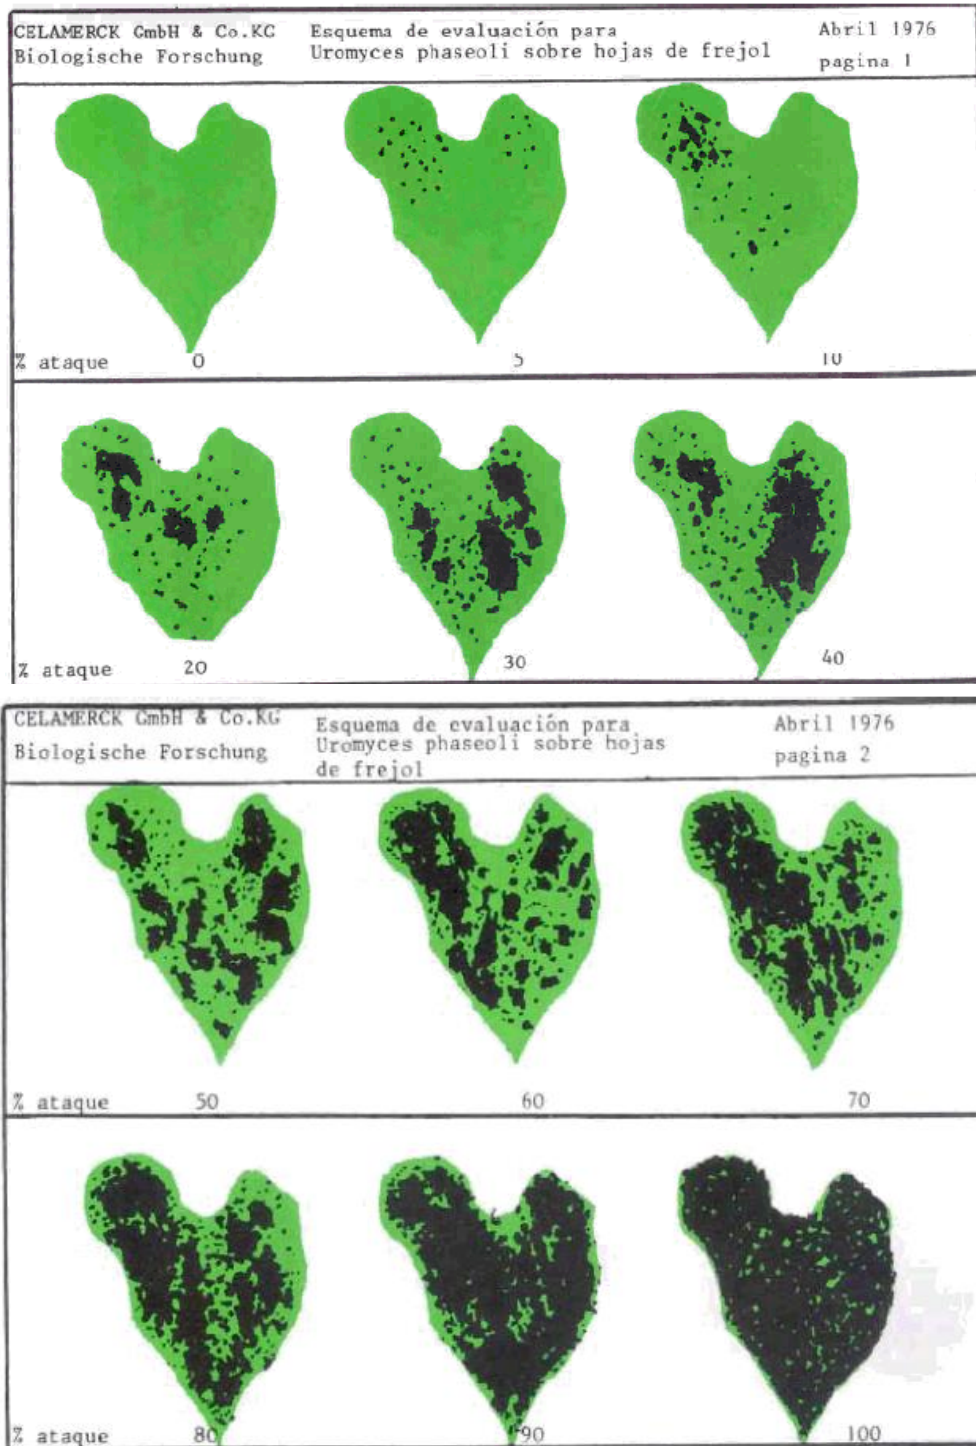 CELAMERCK GmbH & Co.KG
Biologische Forschung
Esquema de evaluación para
Uromyces phaseoli sobre hojas de frejol
Abril 1976
pagina 1
% ataque 0 5 10
% ataque 20 30 40
CELAMERCK GmbH & Co.KG
Biologische Forschung
Esquema de evaluación para
Uromyces phaseoli sobre hojas
de frejol
Abril 1976
pagina 2
% ataque 50 60 70
% ataque 80 90 100